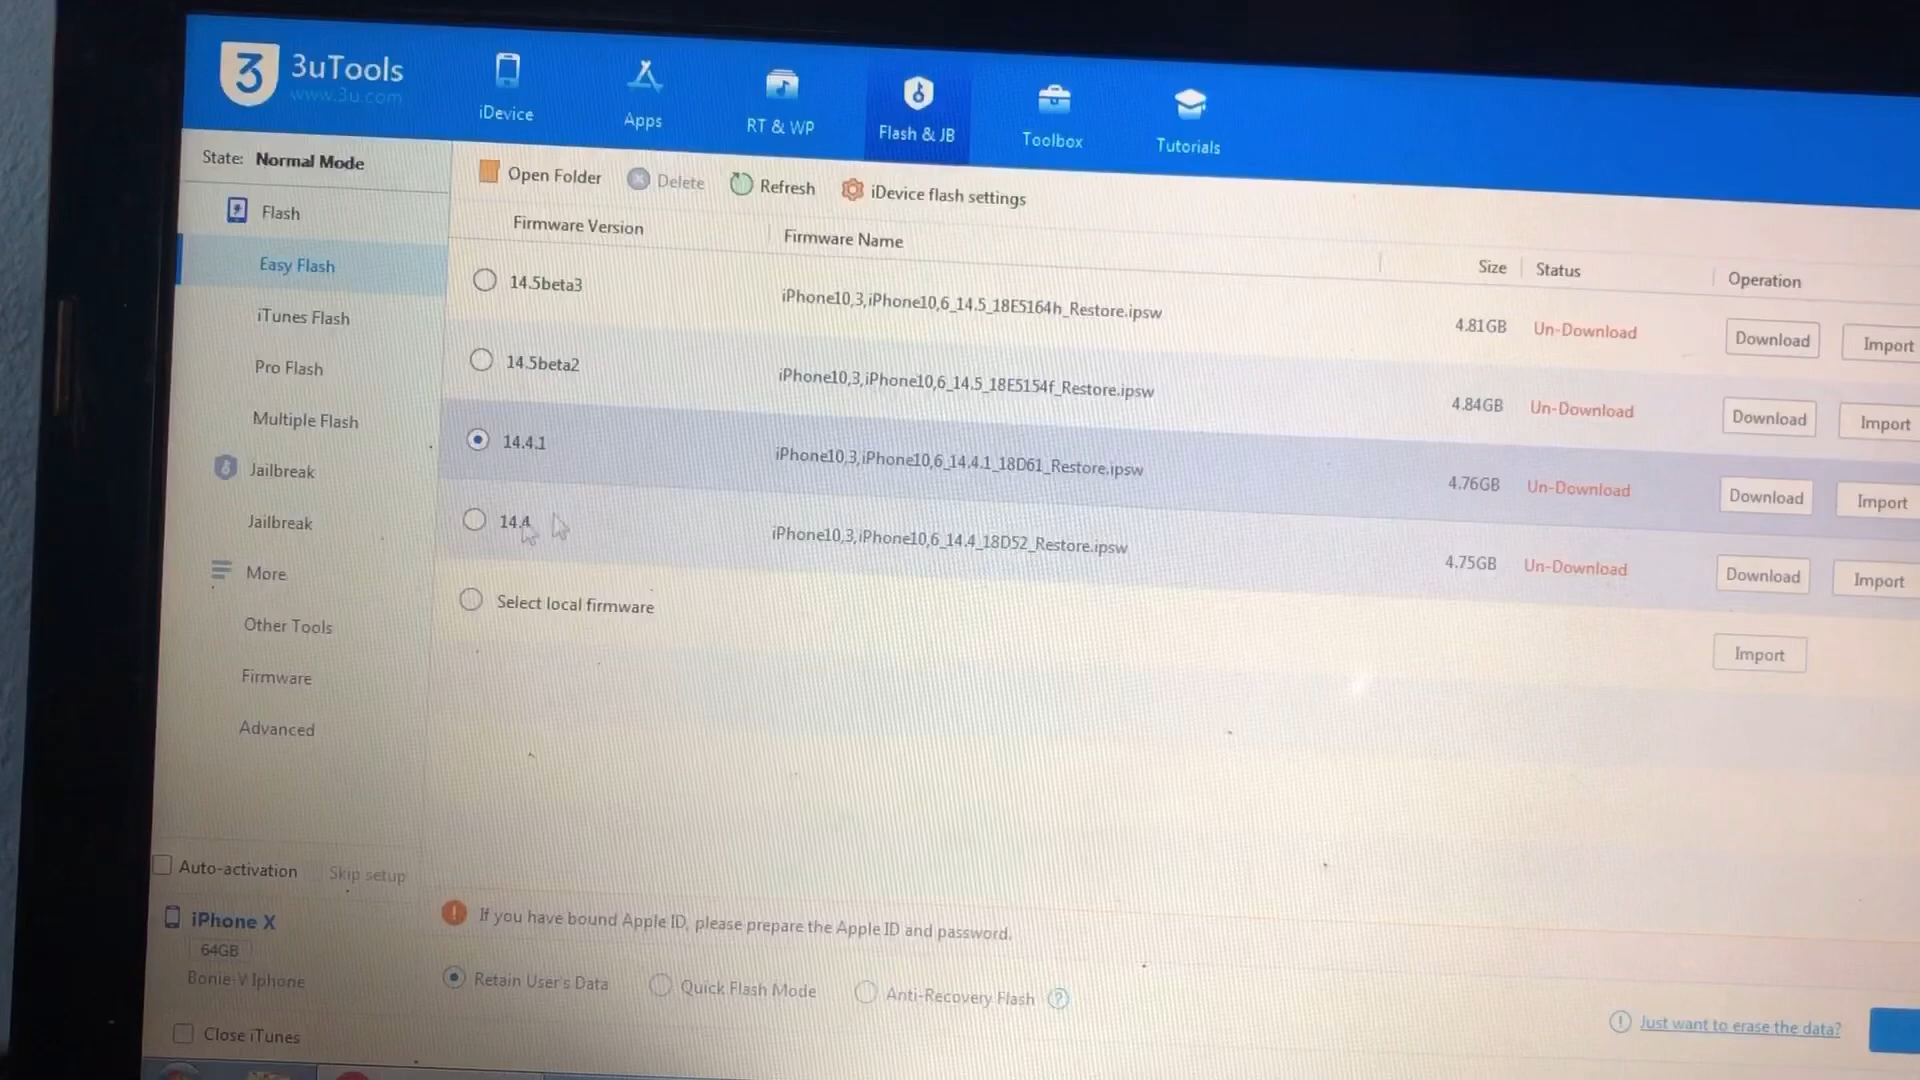 3 3uTools
www.3u.com
iDevice
Apps
RT & WP
Flash & JB
Toolbox
Tutorials
State: Normal Mode
Open Folder
Delete
Refresh
iDevice flash settings
Flash
Easy Flash
iTunes Flash
Pro Flash
Multiple Flash
Jailbreak
Jailbreak
More
Other Tools
Firmware
Advanced
Firmware Version Firmware Name Size Status Operation
14.5beta3 iPhone10,3,iPhone10,6_14.5_18E5164h_Restore.ipsw 4.81GB Un-Download Download Import
14.5beta2 iPhone10,3,iPhone10,6_14.5_18E5154f_Restore.ipsw 4.84GB Un-Download Download Import
14.4.1 iPhone10,3,iPhone10,6_14.4.1_18D61_Restore.ipsw 4.76GB Un-Download Download Import
14.4 iPhone10,3,iPhone10,6_14.4_18D52_Restore.ipsw 4.75GB Un-Download Download Import
Select local firmware Import
Auto-activation Skip setup
iPhone X
64GB
Bonie-V Iphone
Close iTunes
If you have bound Apple ID, please prepare the Apple ID and password.
Retain User's Data Quick Flash Mode Anti-Recovery Flash ?
Just want to erase the data?